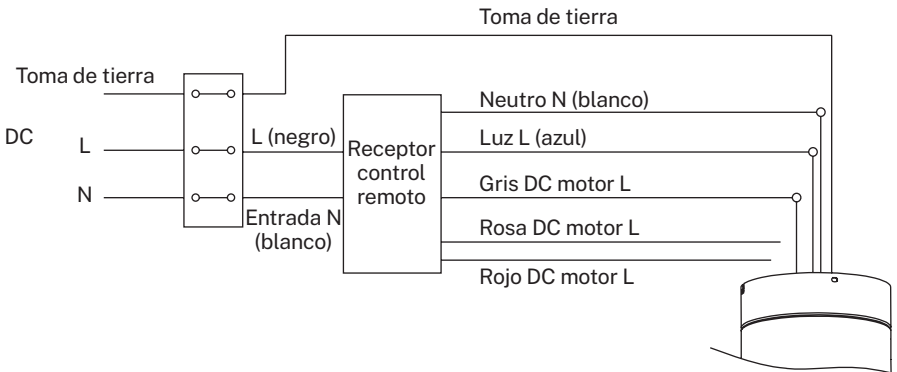 Toma de tierra
Toma de tierra
DC
L
N
L (negro)
Entrada N
(blanco)
Receptor
control
remoto
Neutro N (blanco)
Luz L (azul)
Gris DC motor L
Rosa DC motor L
Rojo DC motor L